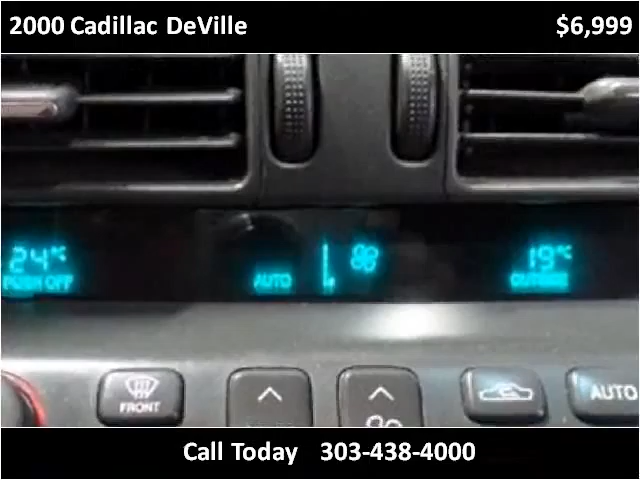 2000 Cadillac DeVille $6,999
24°C 19°C
PUSH OFF AUTO OUTSIDE
FRONT AUTO
Call Today 303-438-4000